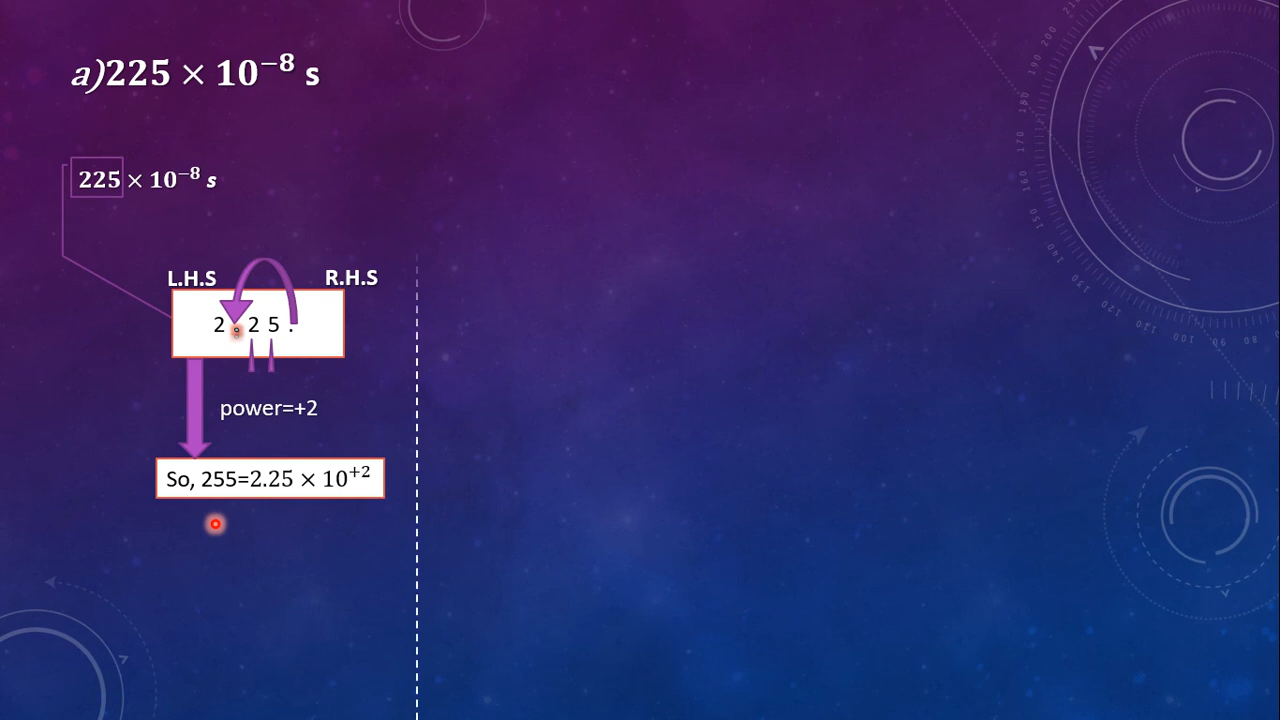 a)225 × 10⁻⁸ s
225 × 10⁻⁸ s
L.H.S R.H.S
2 . 2 5 .
power=+2
So, 255=2.25 × 10⁺²